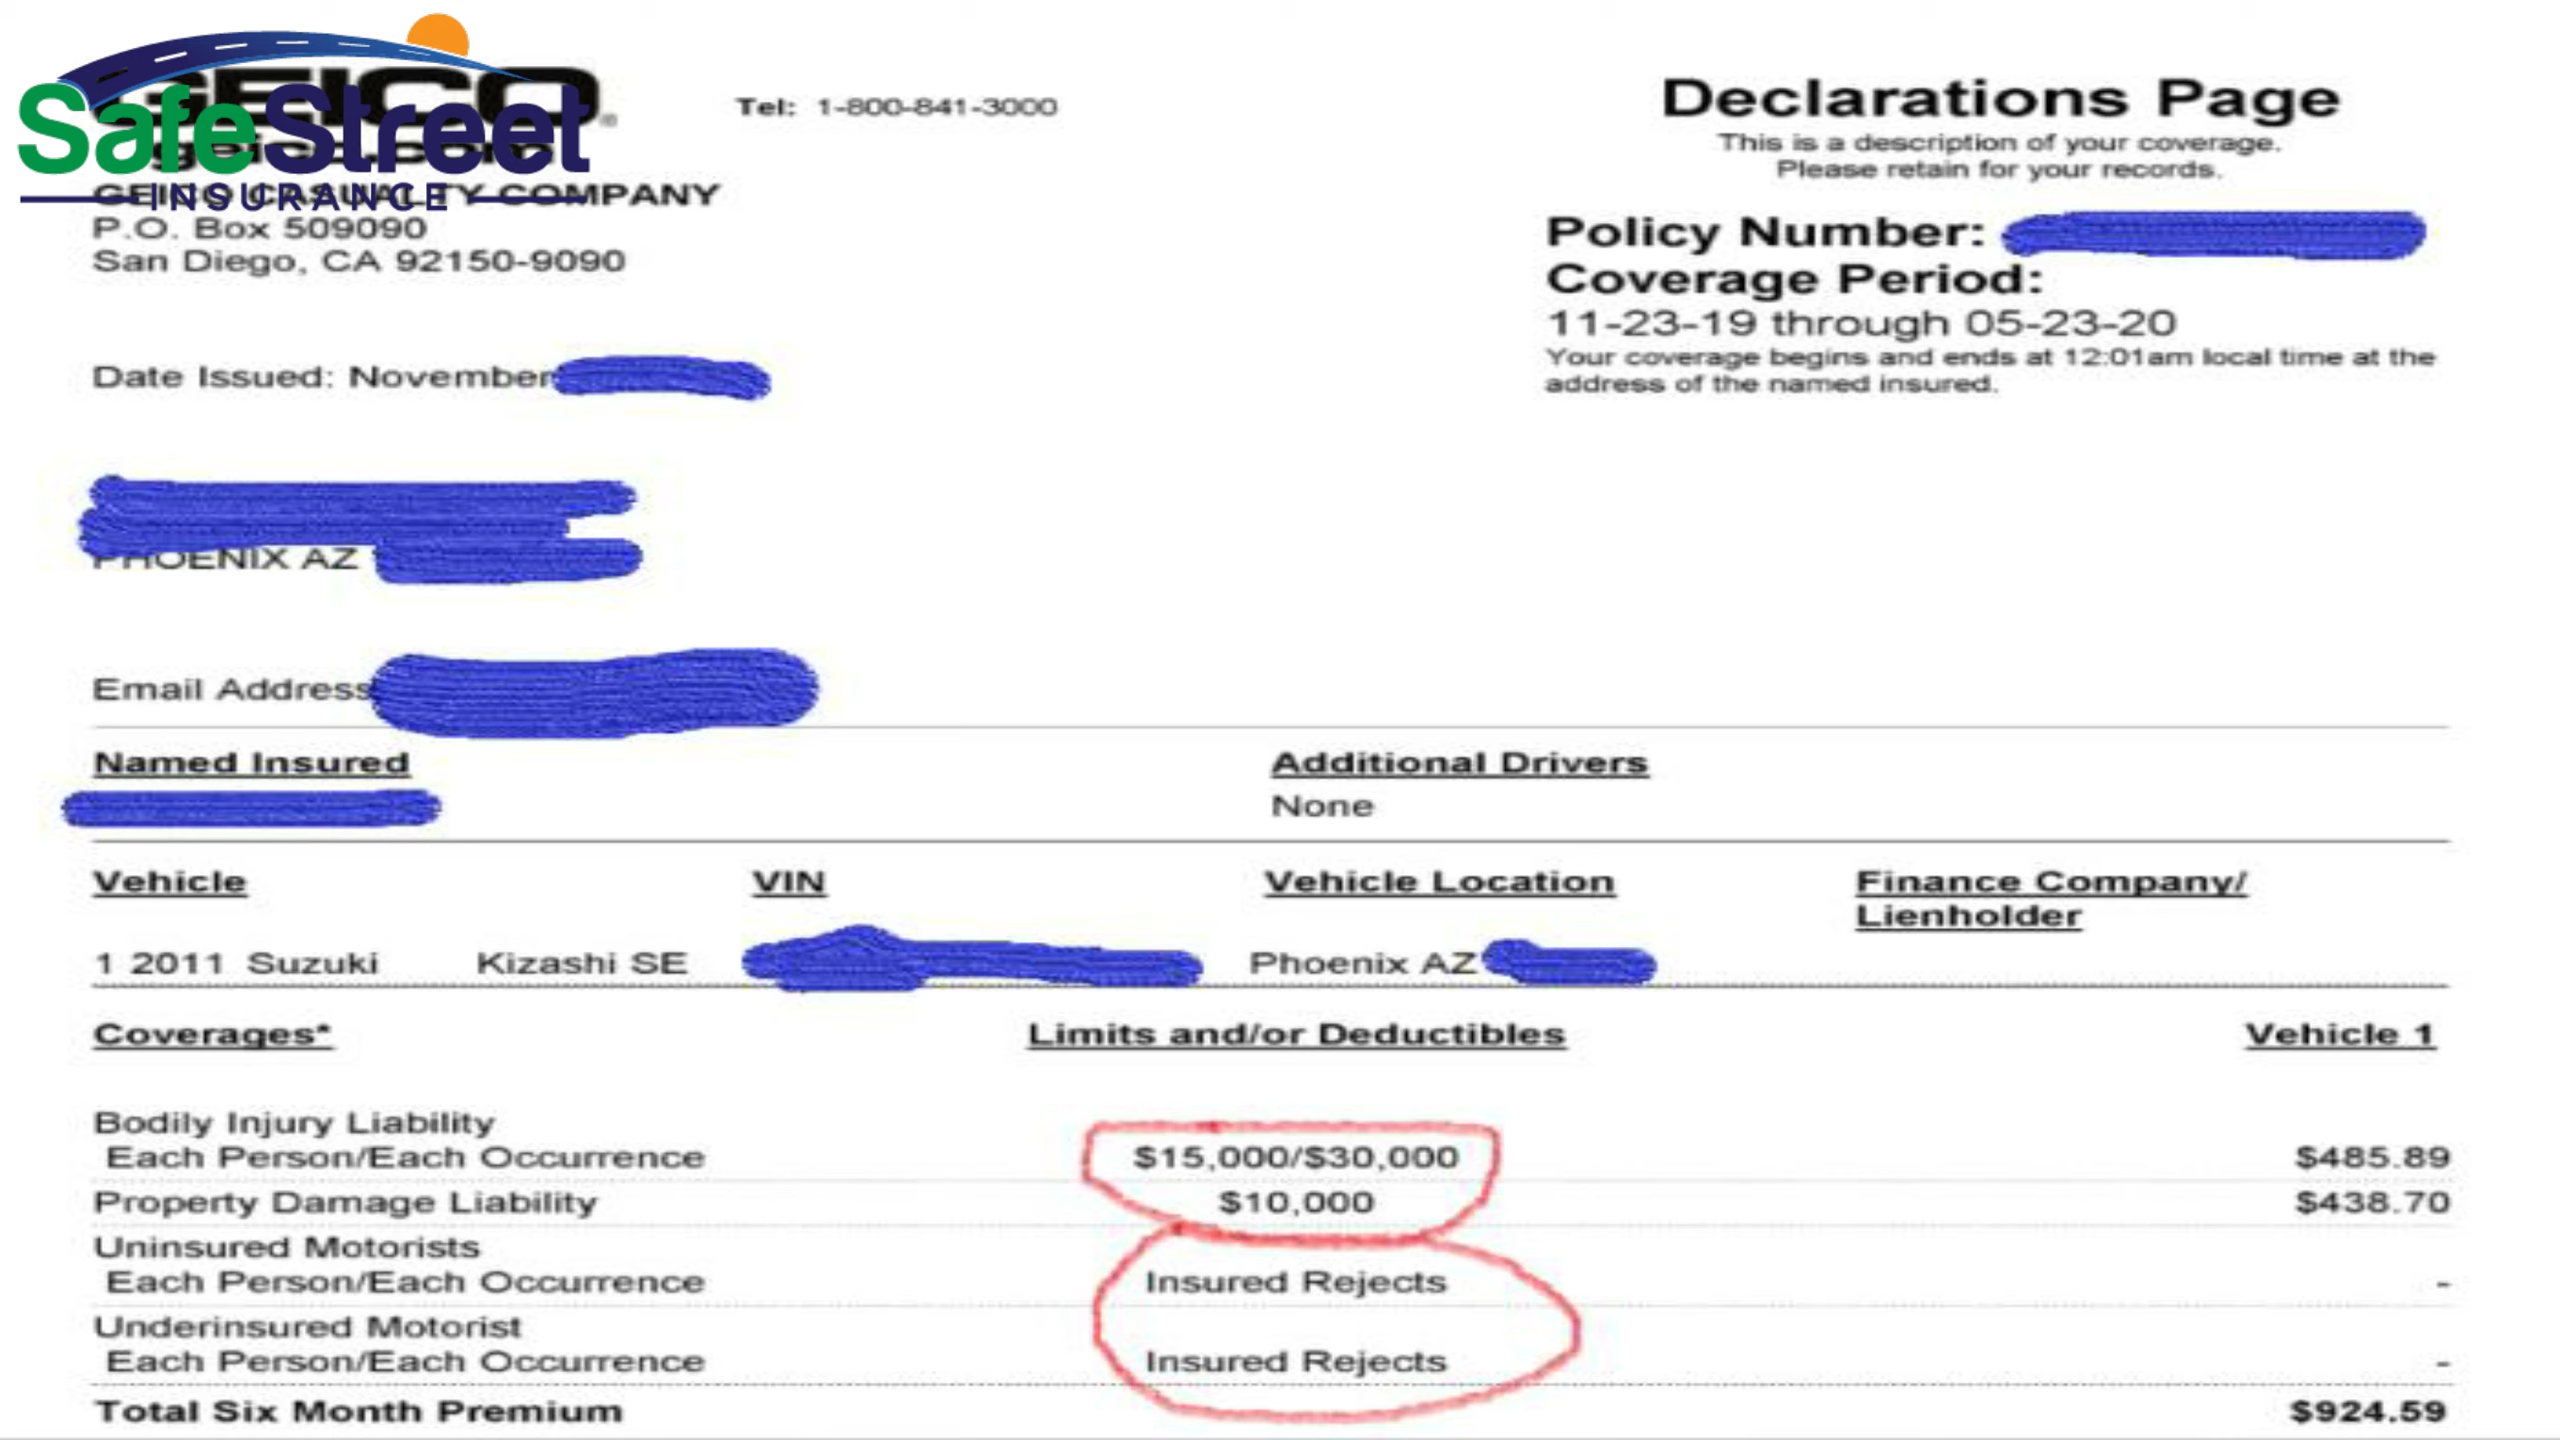 SafeStreet
INSURANCE
GEICO
geico.com
GEICO CASUALTY COMPANY
P.O. Box 509090
San Diego, CA 92150-9090
Tel: 1-800-841-3000
Declarations Page
This is a description of your coverage.
Please retain for your records.
Policy Number:
Coverage Period:
11-23-19 through 05-23-20
Your coverage begins and ends at 12:01am local time at the
address of the named insured.
Date Issued: November
PHOENIX AZ
Email Address
Named Insured
Additional Drivers
None
Vehicle VIN Vehicle Location Finance Company/
Lienholder
1 2011 Suzuki Kizashi SE Phoenix AZ
Coverages* Limits and/or Deductibles Vehicle 1
Bodily Injury Liability
Each Person/Each Occurrence $15,000/$30,000 $485.89
Property Damage Liability $10,000 $438.70
Uninsured Motorists
Each Person/Each Occurrence Insured Rejects -
Underinsured Motorist
Each Person/Each Occurrence Insured Rejects -
Total Six Month Premium $924.59